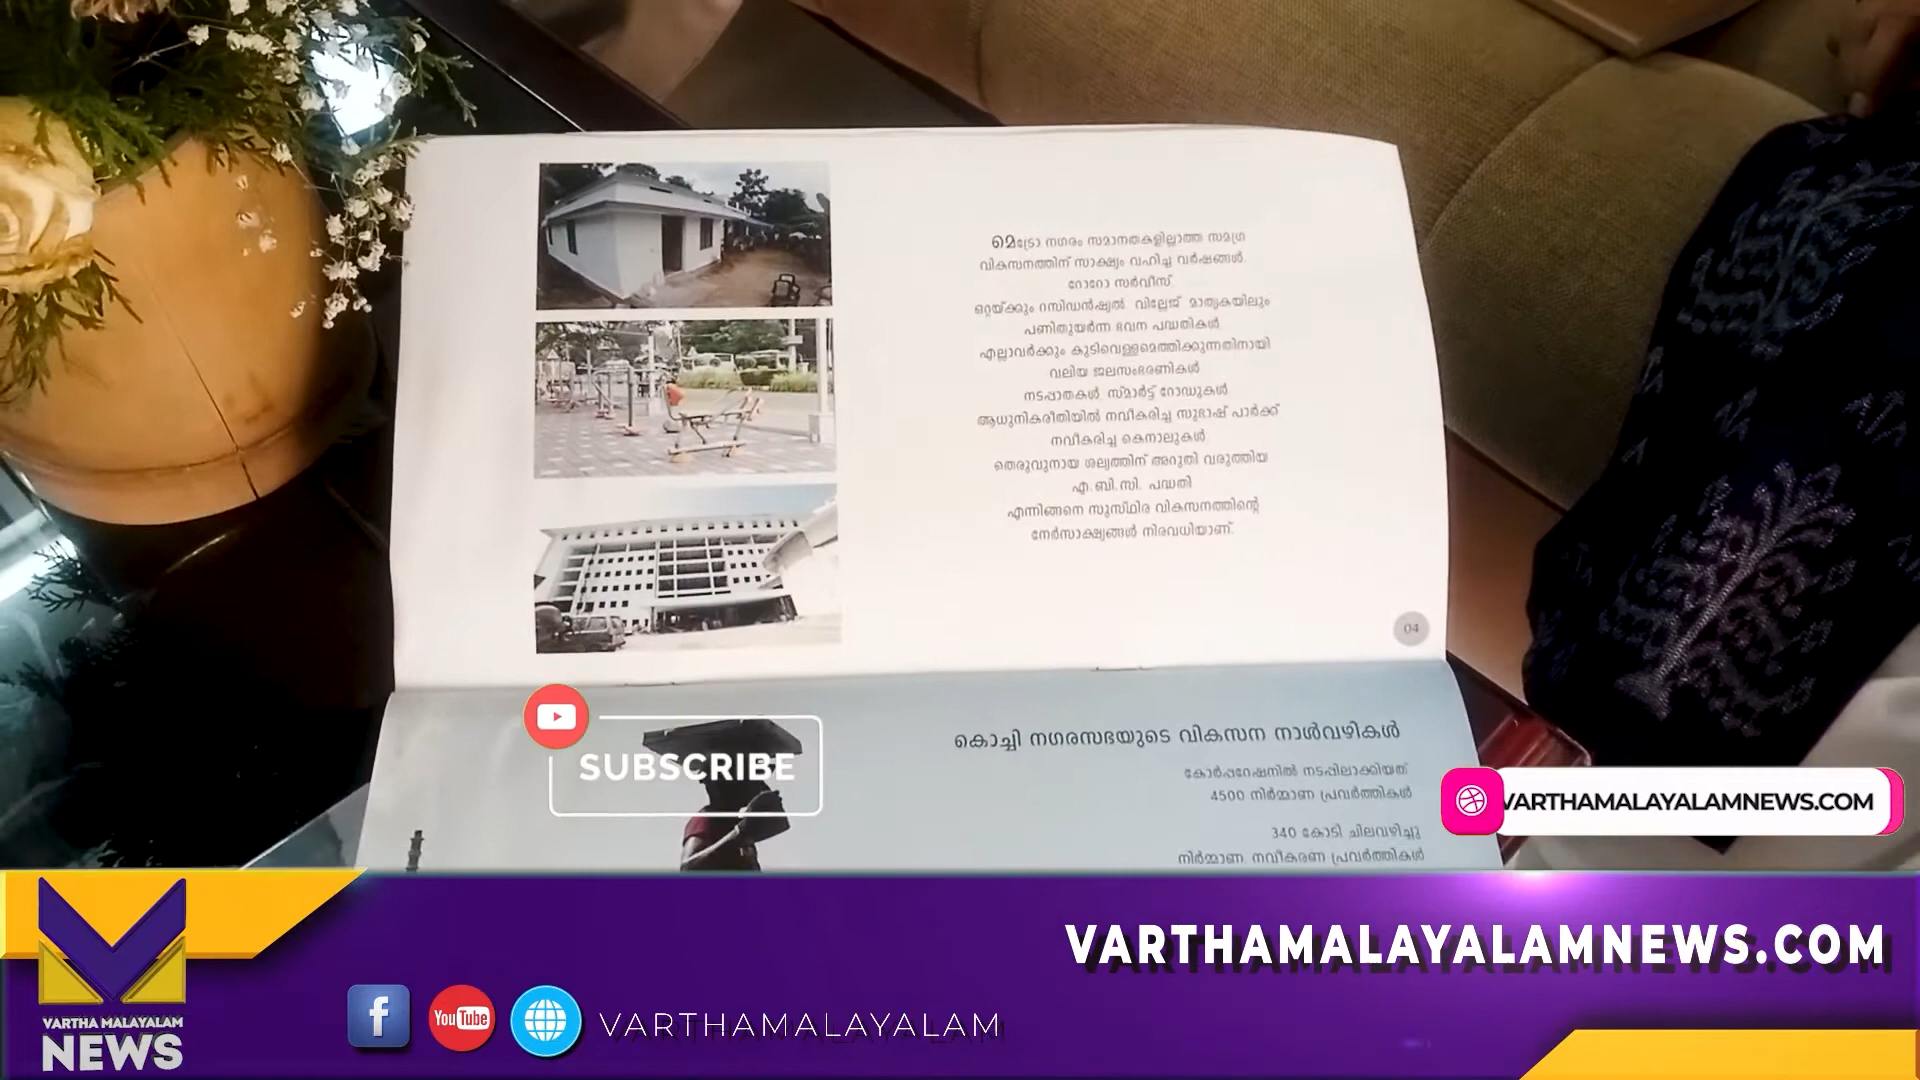 മെട്രോ നഗരം സമാനതകളില്ലാത്ത സമഗ്ര
വികസനത്തിന് സാക്ഷ്യം വഹിച്ച വർഷങ്ങൾ.
റോറോ സർവീസ്.
ഒറ്റയ്ക്കും റസിഡൻഷ്യൽ വില്ലേജ് മാതൃകയിലും
പണിതുയർന്ന ഭവന പദ്ധതികൾ
എല്ലാവർക്കും കുടിവെള്ളമെത്തിക്കുന്നതിനായി
വലിയ ജലസംഭരണികൾ
നടപ്പാതകൾ സ്മാർട്ട് റോഡുകൾ
ആധുനികരീതിയിൽ നവീകരിച്ച സുഭാഷ് പാർക്ക്
നവീകരിച്ച കനാലുകൾ
തെരുവുനായ ശല്യത്തിന് അറുതി വരുത്തിയ
എ.ബി.സി. പദ്ധതി
എന്നിങ്ങനെ സുസ്ഥിര വികസനത്തിന്റെ
നേർസാക്ഷ്യങ്ങൾ നിരവധിയാണ്.
04
കൊച്ചി നഗരസഭയുടെ വികസന നാൾവഴികൾ
കോർപ്പറേഷനിൽ നടപ്പിലാക്കിയത്
4500 നിർമ്മാണ പ്രവർത്തികൾ
340 കോടി ചിലവഴിച്ചു
നിർമ്മാണ, നവീകരണ പ്രവർത്തികൾ
SUBSCRIBE
VARTHAMALAYALAMNEWS.COM
VARTHAMALAYALAMNEWS.COM
VARTHA MALAYALAM
NEWS
f
YouTube
VARTHAMALAYALAM